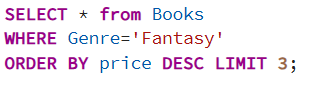 SELECT * from Books
WHERE Genre='Fantasy'
ORDER BY price DESC LIMIT 3;